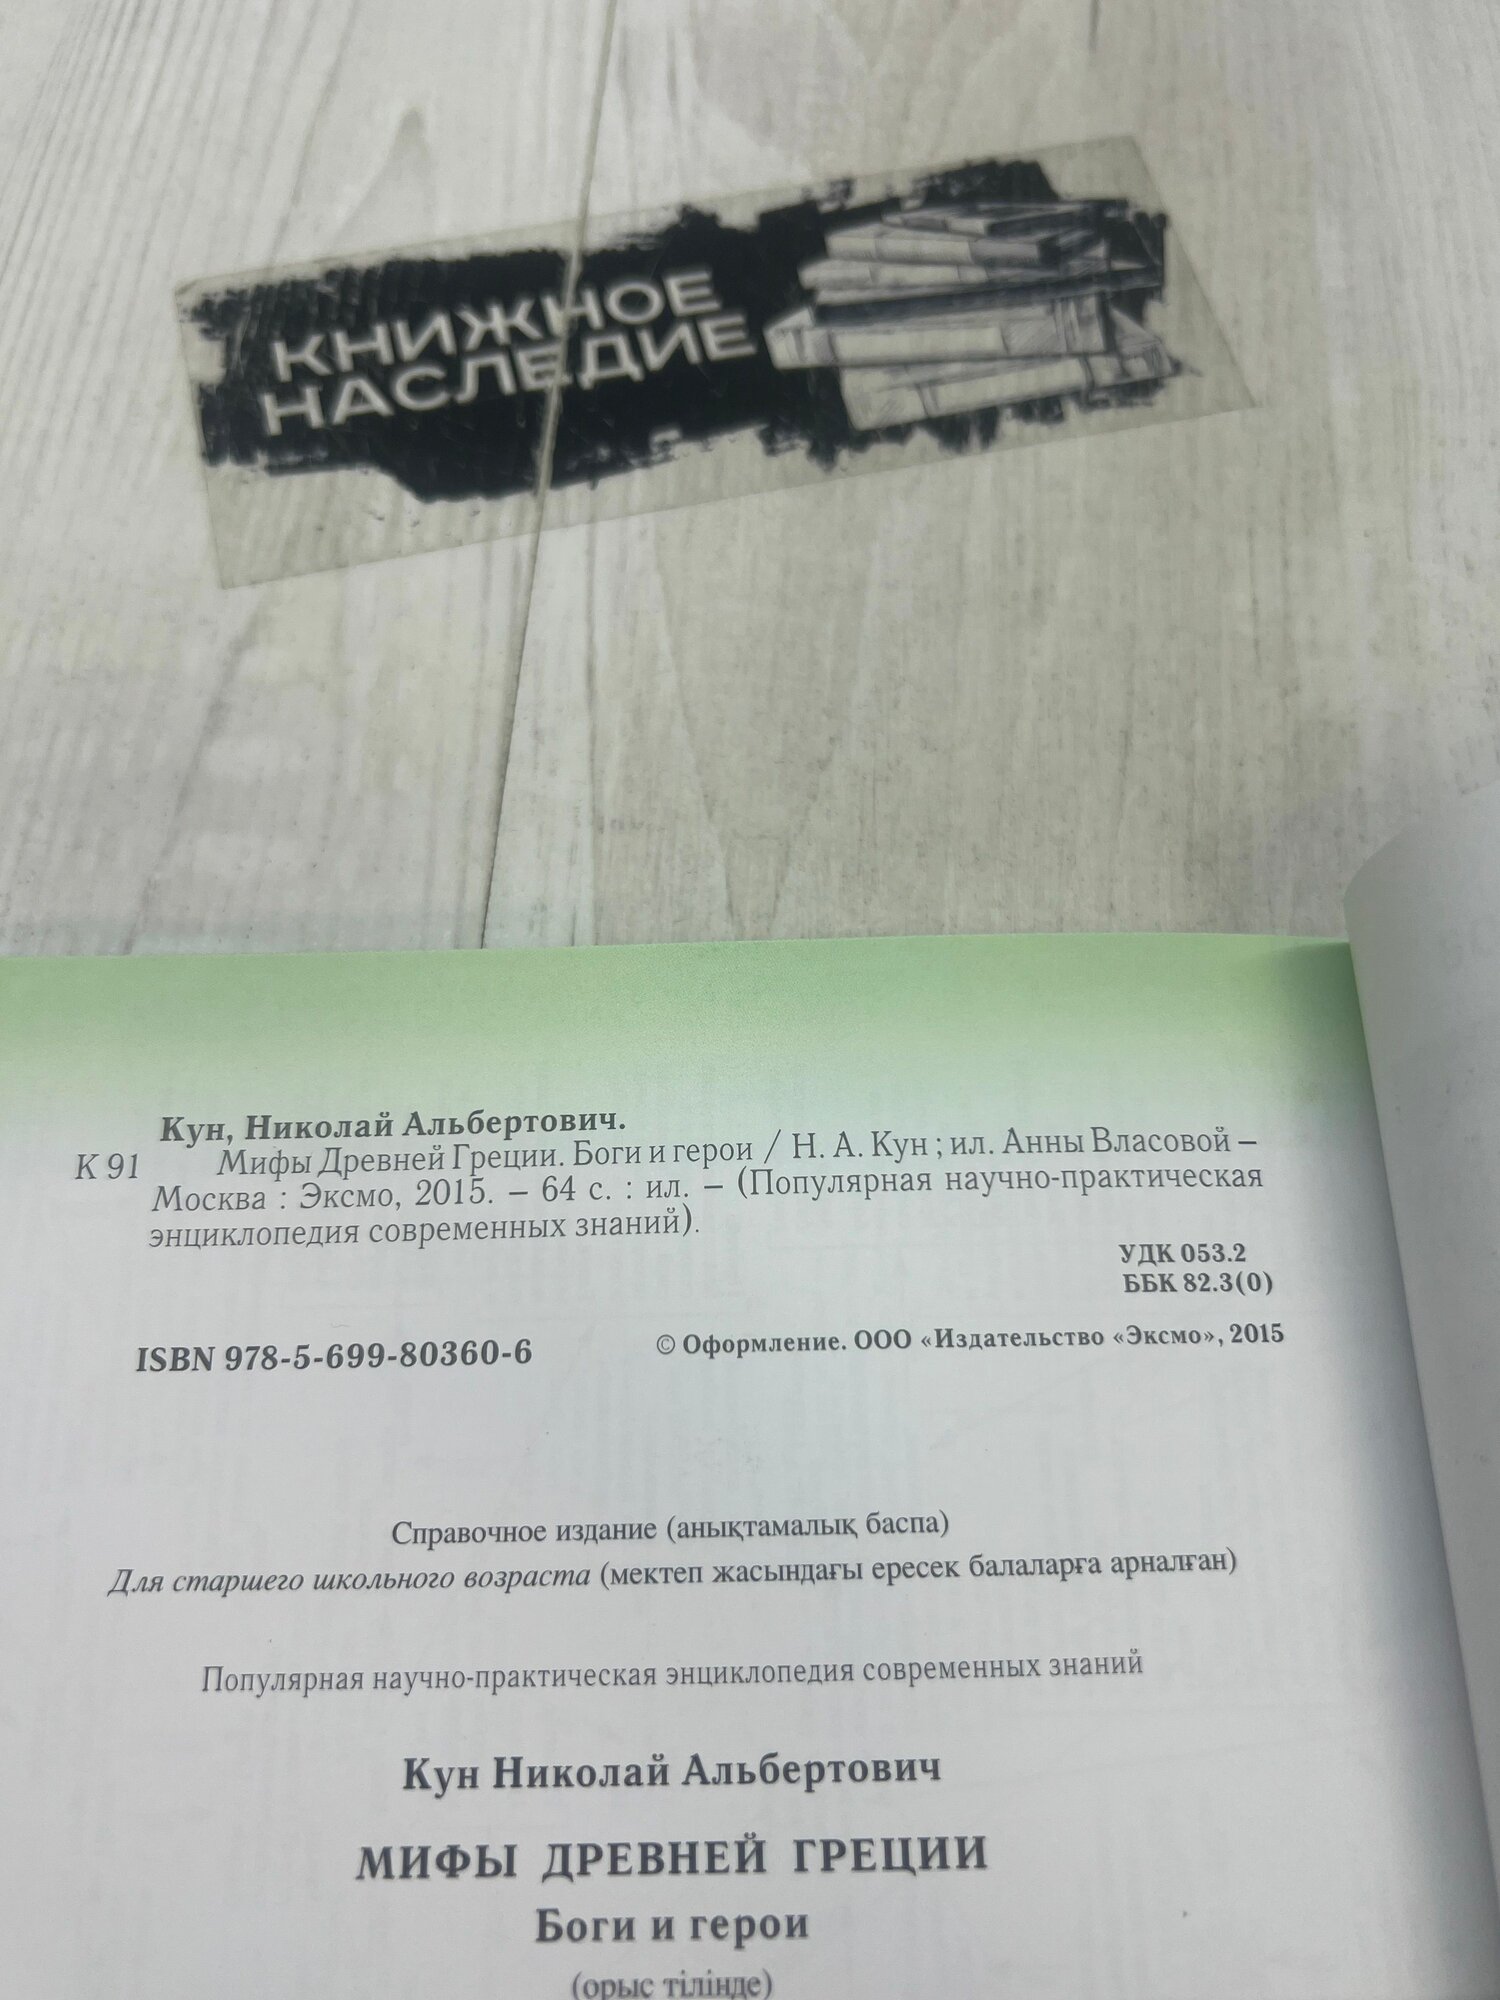 КНИЖНОЕ
НАСЛЕДИЕ
Кун, Николай Альбертович.
К 91 Мифы Древней Греции. Боги и герои / Н. А. Кун ; ил. Анны Власовой –
Москва : Эксмо, 2015. – 64 с. : ил. – (Популярная научно-практическая
энциклопедия современных знаний).
УДК 053.2
ББК 82.3(0)
ISBN 978-5-699-80360-6 © Оформление. ООО «Издательство «Эксмо», 2015
Справочное издание (анықтамалық баспа)
Для старшего школьного возраста (мектеп жасындағы ересек балаларға арналған)
Популярная научно-практическая энциклопедия современных знаний
Кун Николай Альбертович
МИФЫ ДРЕВНЕЙ ГРЕЦИИ
Боги и герои
(орыс тілінде)